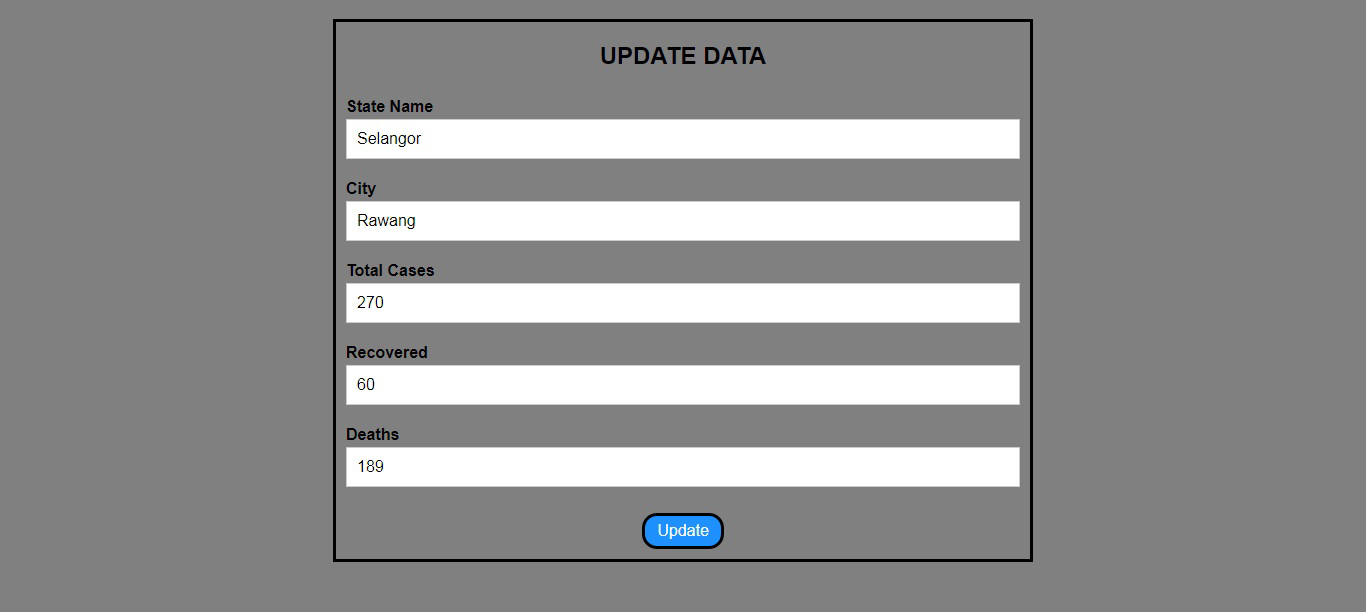 UPDATE DATA
State Name
Selangor
City
Rawang
Total Cases
270
Recovered
60
Deaths
189
Update